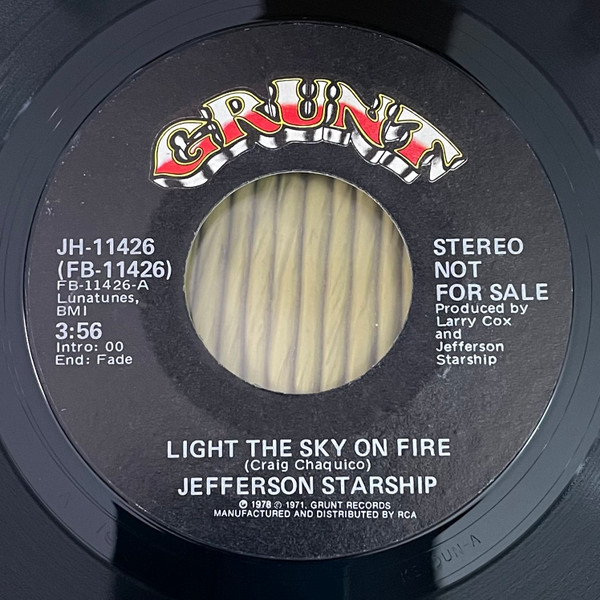 GRUNT
JH-11426
(FB-11426)
FB-11426-A
Lunatunes,
BMI
3:56
Intro: 00
End: Fade
STEREO
NOT
FOR SALE
Produced by
Larry Cox
and
Jefferson
Starship
LIGHT THE SKY ON FIRE
(Craig Chaquico)
JEFFERSON STARSHIP
℗ 1978 © 1971, GRUNT RECORDS
MANUFACTURED AND DISTRIBUTED BY RCA